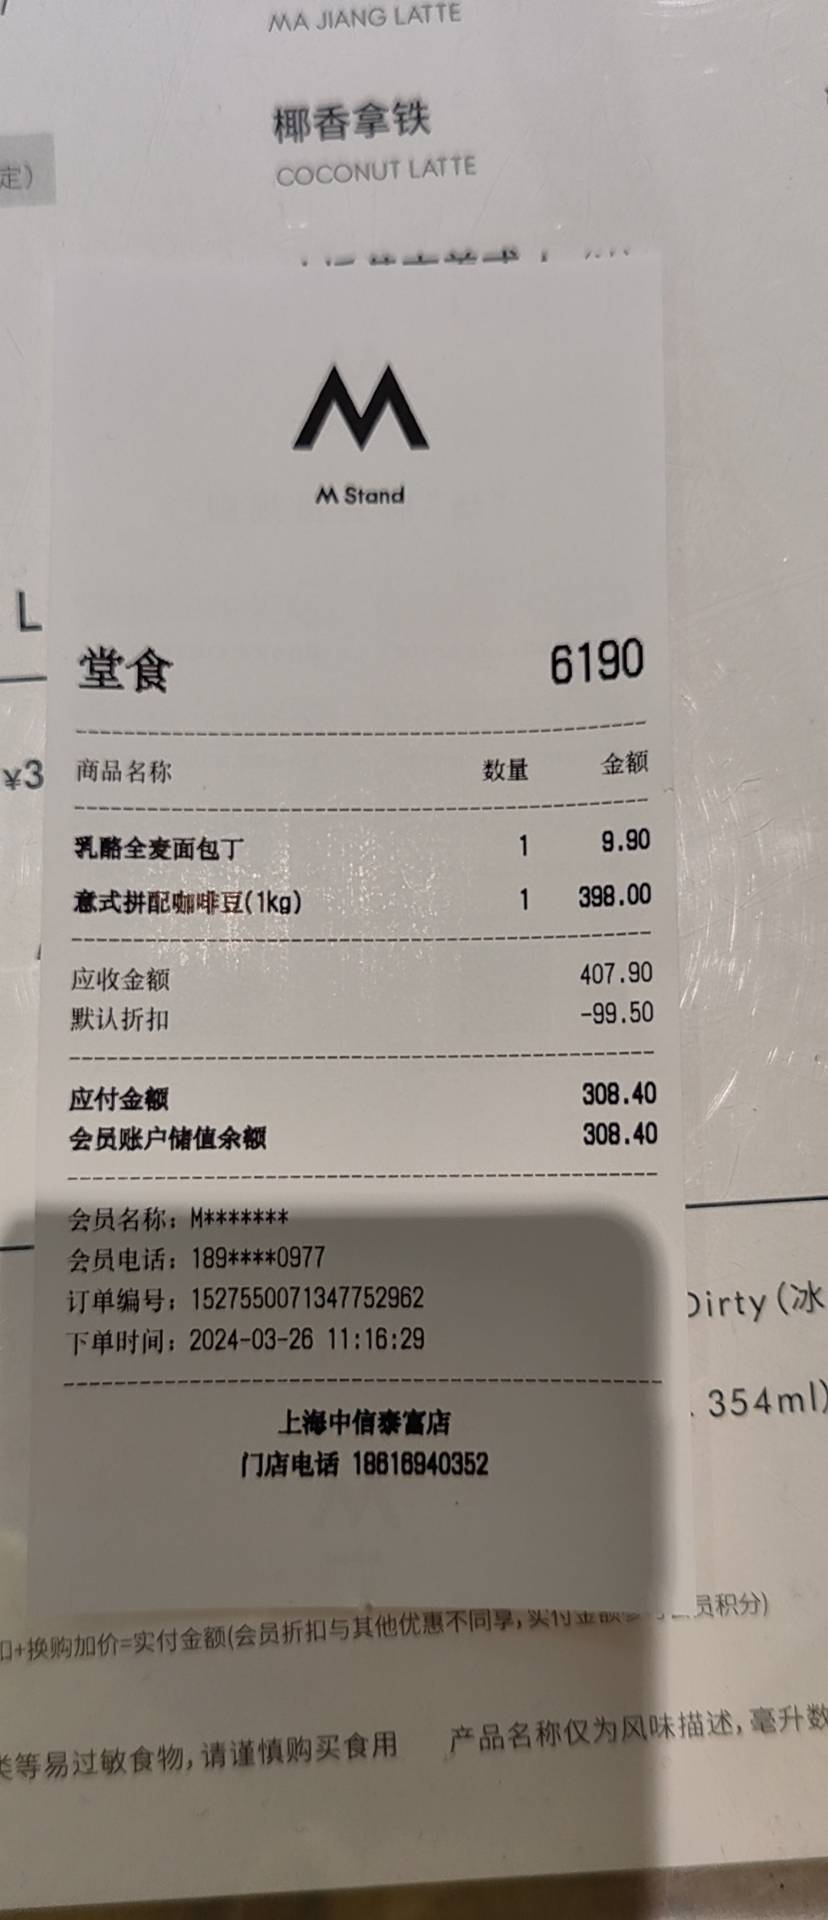 MA JIANG LATTE
椰香拿铁
COCONUT LATTE
定)
M Stand
L
堂食 6190
¥3
商品名称 数量 金额
乳酪全麦面包丁 1 9.90
意式拼配咖啡豆(1kg) 1 398.00
应收金额 407.90
默认折扣 -99.50
应付金额 308.40
会员账户储值余额 308.40
会员名称：M*******
会员电话：189****0977
订单编号：1527550071347752962
下单时间：2024-03-26 11:16:29
Dirty(冰
354ml)
上海中信泰富店
门店电话 18616940352
扣+换购加价=实付金额(会员折扣与其他优惠不同享,实付金额参与会员积分)
类等易过敏食物,请谨慎购买食用 产品名称仅为风味描述,毫升数